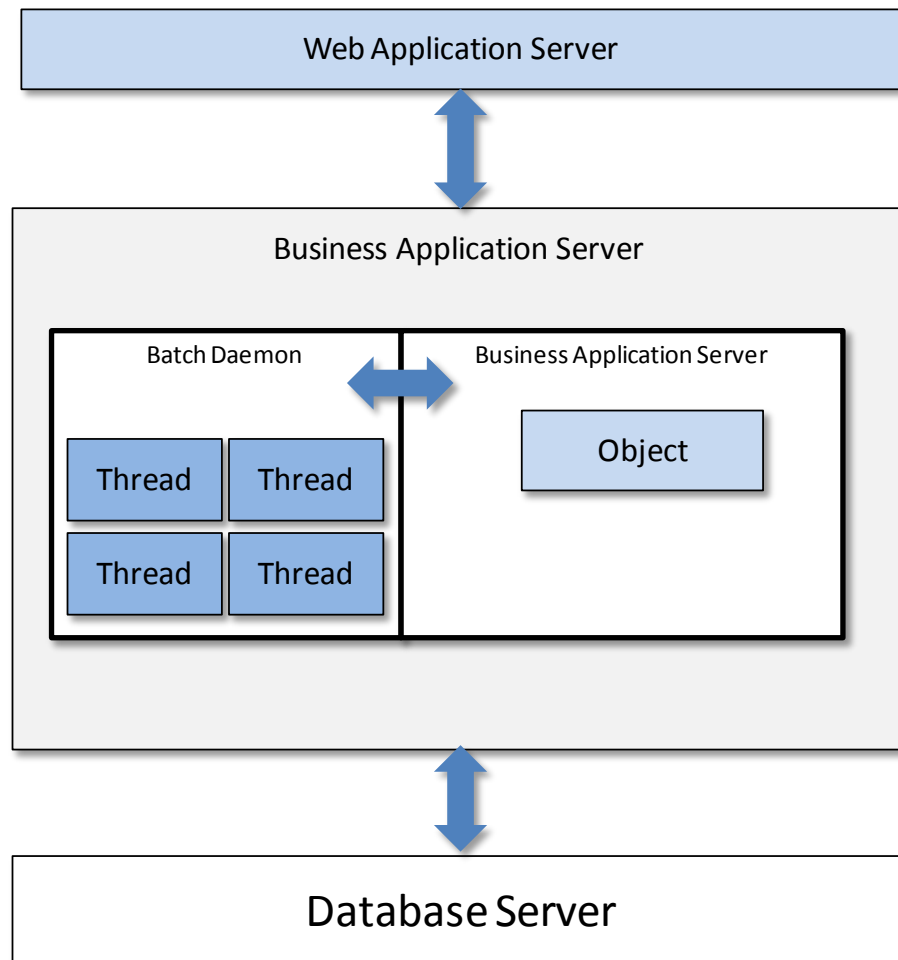 Web Application Server
Business Application Server
Batch Daemon
Business Application Server
Object
Thread
Thread
Thread
Thread
Database Server